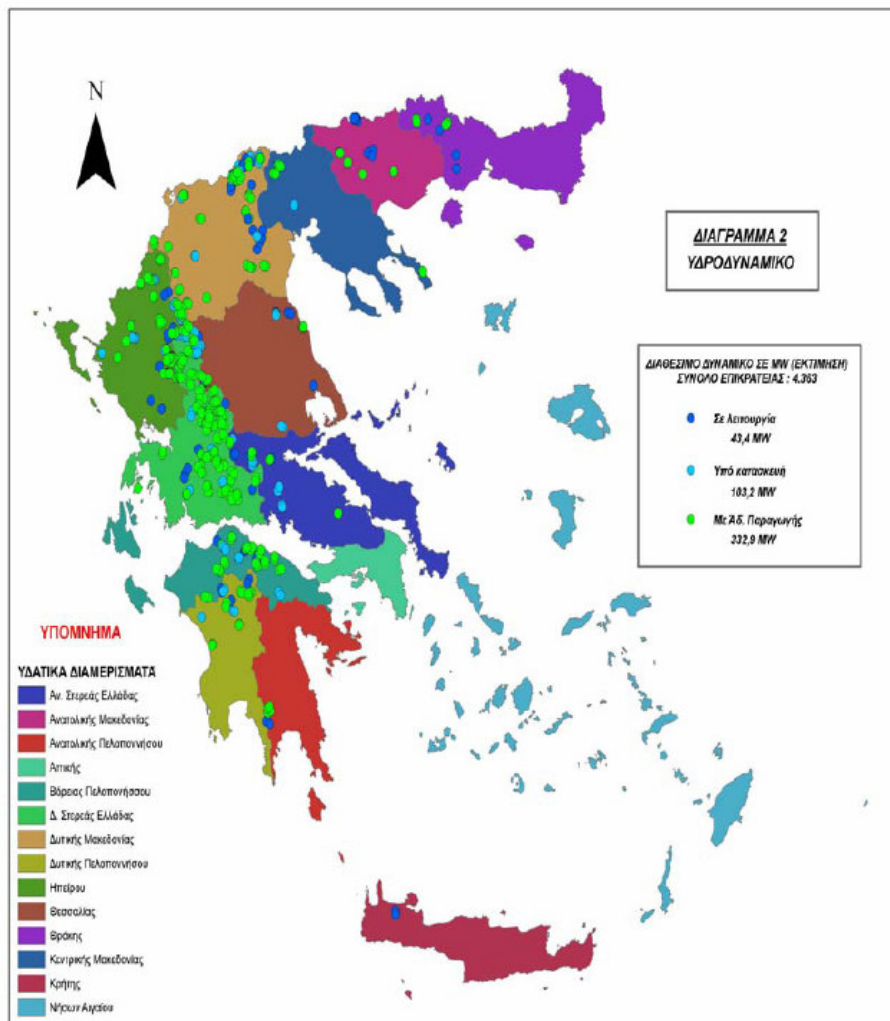 N
ΔΙΑΓΡΑΜΜΑ 2
ΥΔΡΟΔΥΝΑΜΙΚΟ
ΔΙΑΘΕΣΙΜΟ ΔΥΝΑΜΙΚΟ ΣΕ MW (ΕΚΤΙΜΗΣΗ)
ΣΥΝΟΛΟ ΕΠΙΚΡΑΤΕΙΑΣ : 4.363
Σε λειτουργία
43,4 MW
Υπό κατασκευή
103,2 MW
Με Άδ. Παραγωγής
332,9 MW
ΥΠΟΜΝΗΜΑ
ΥΔΑΤΙΚΑ ΔΙΑΜΕΡΙΣΜΑΤΑ
Αν. Στερεάς Ελλάδας
Ανατολικής Μακεδονίας
Ανατολικής Πελοποννήσου
Αττικής
Βόρειας Πελοπονήσσου
Δ. Στερεάς Ελλάδας
Δυτικής Μακεδονίας
Δυτικής Πελοποννήσου
Ηπείρου
Θεσσαλίας
Θράκης
Κεντρικής Μακεδονίας
Κρήτης
Νήσων Αιγαίου